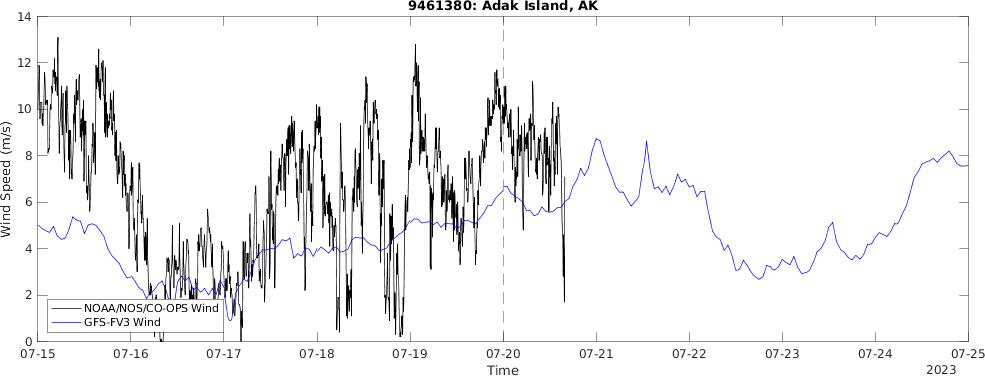 9461380: Adak Island, AK
Wind Speed (m/s)
14
12
10
8
6
4
2
0
NOAA/NOS/CO-OPS Wind
GFS-FV3 Wind
07-15 07-16 07-17 07-18 07-19 07-20 07-21 07-22 07-23 07-24 07-25
Time
2023